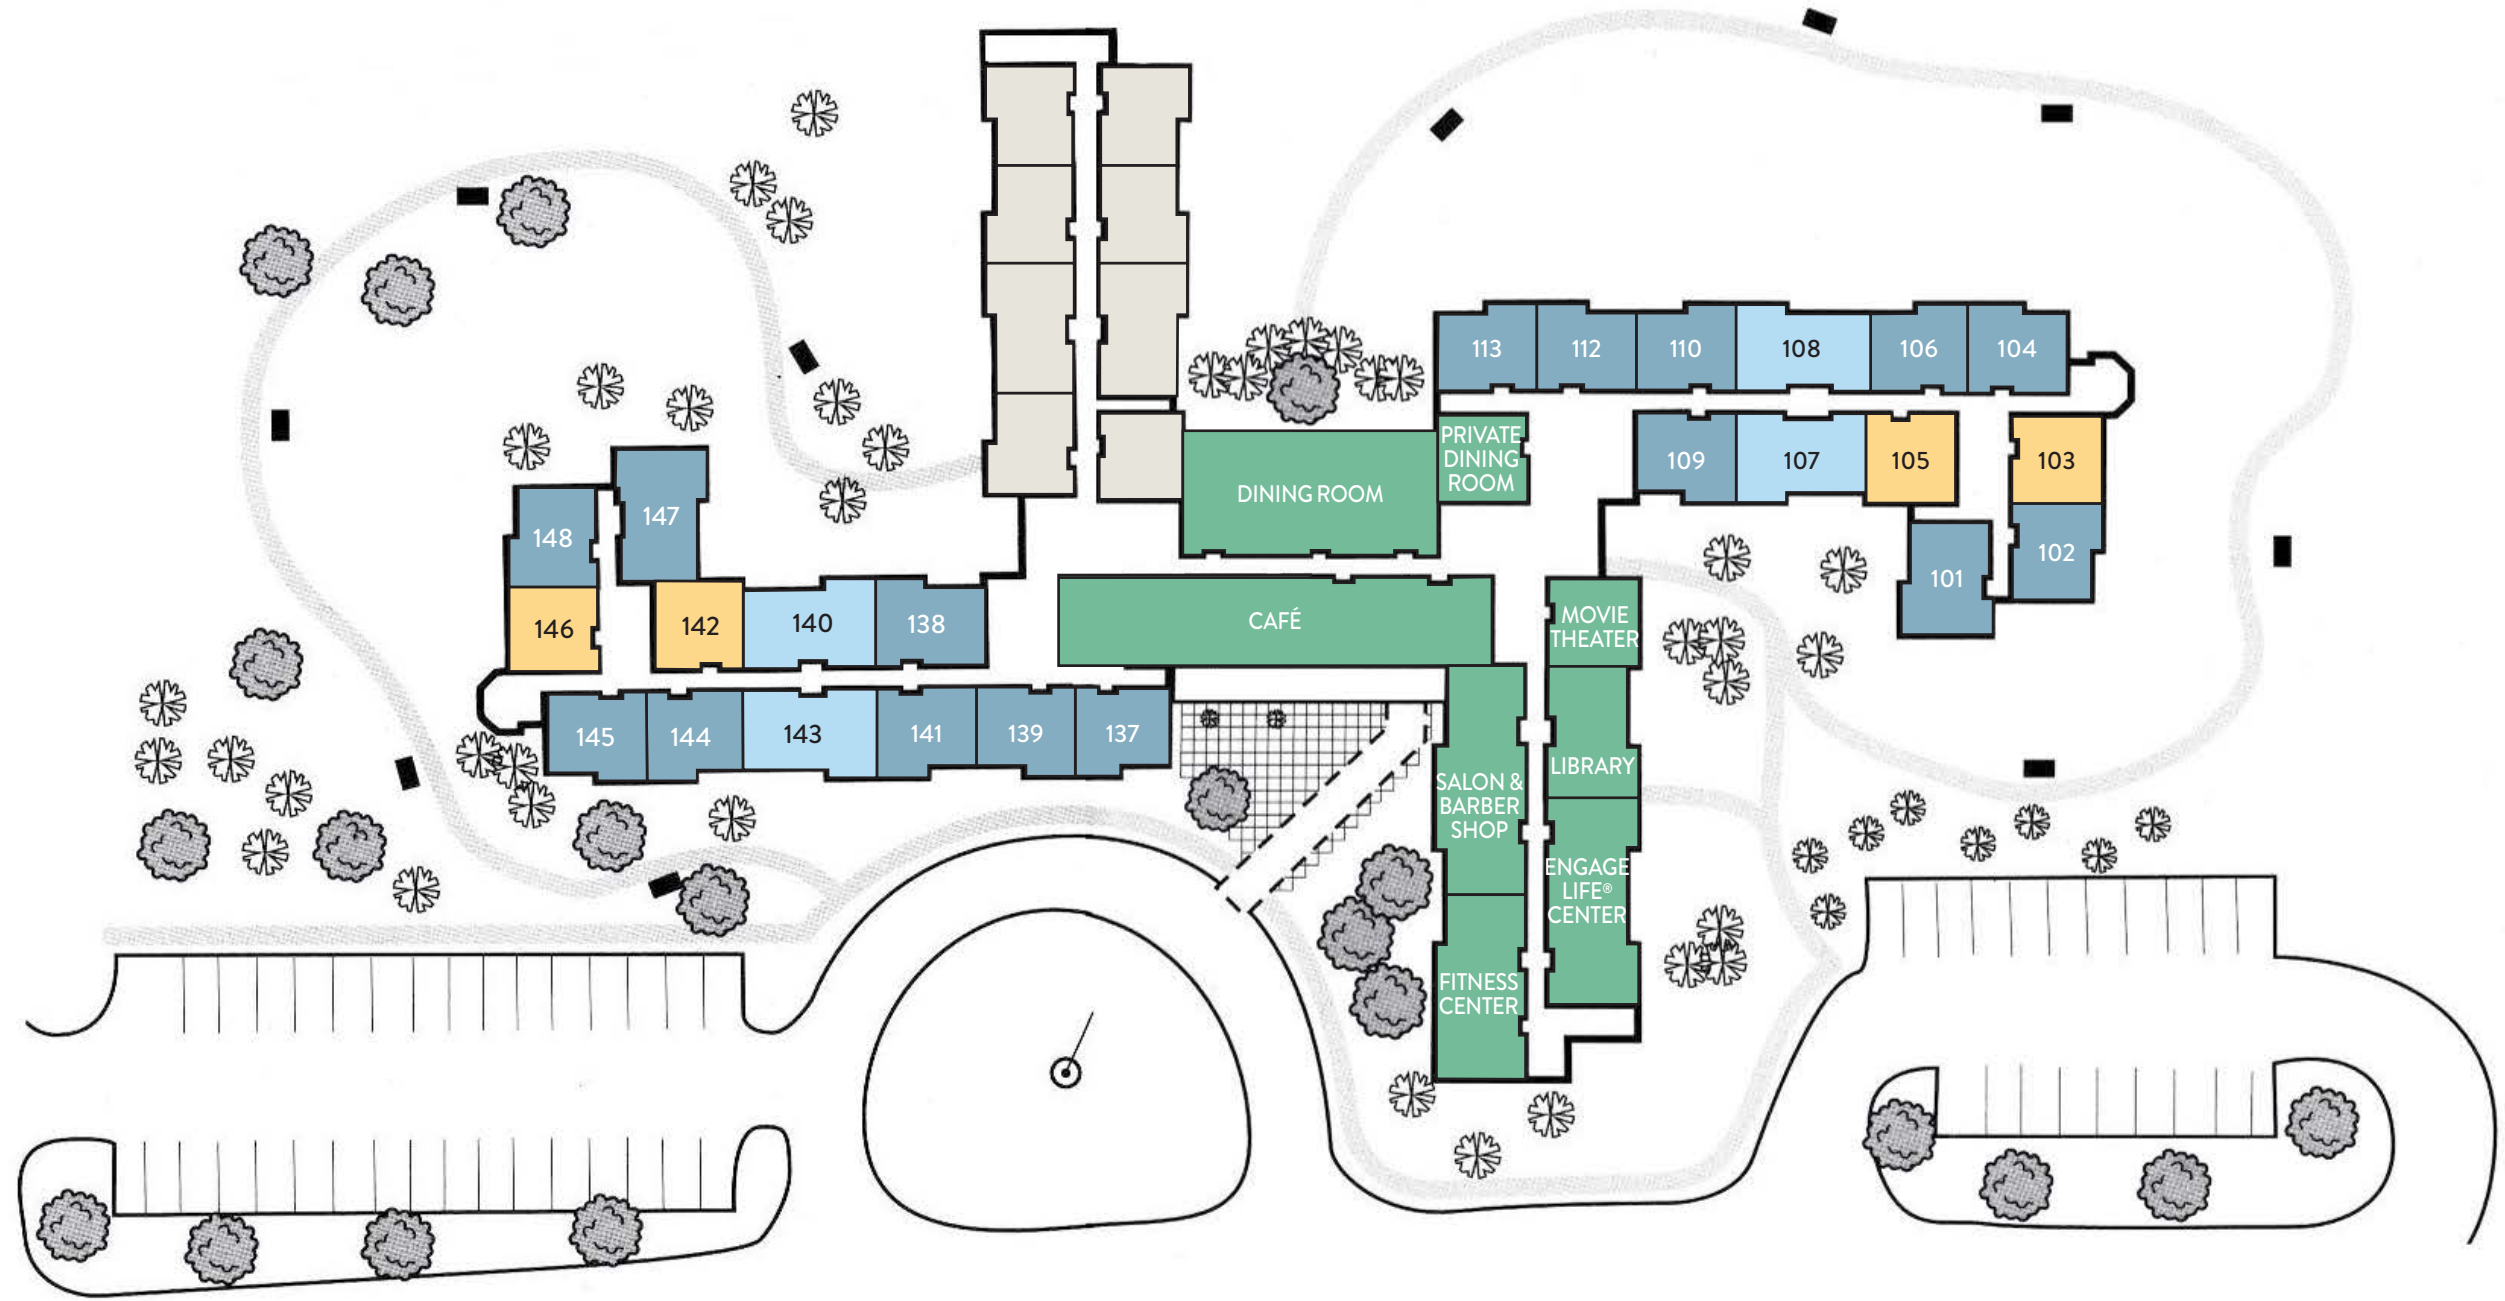 113
112
110
108
106
104
PRIVATE
DINING
ROOM
109
107
105
103
DINING ROOM
148
147
102
101
146
142
140
138
CAFÉ
MOVIE
THEATER
145
144
143
141
139
137
LIBRARY
SALON &
BARBER
SHOP
ENGAGE
LIFE®
CENTER
FITNESS
CENTER